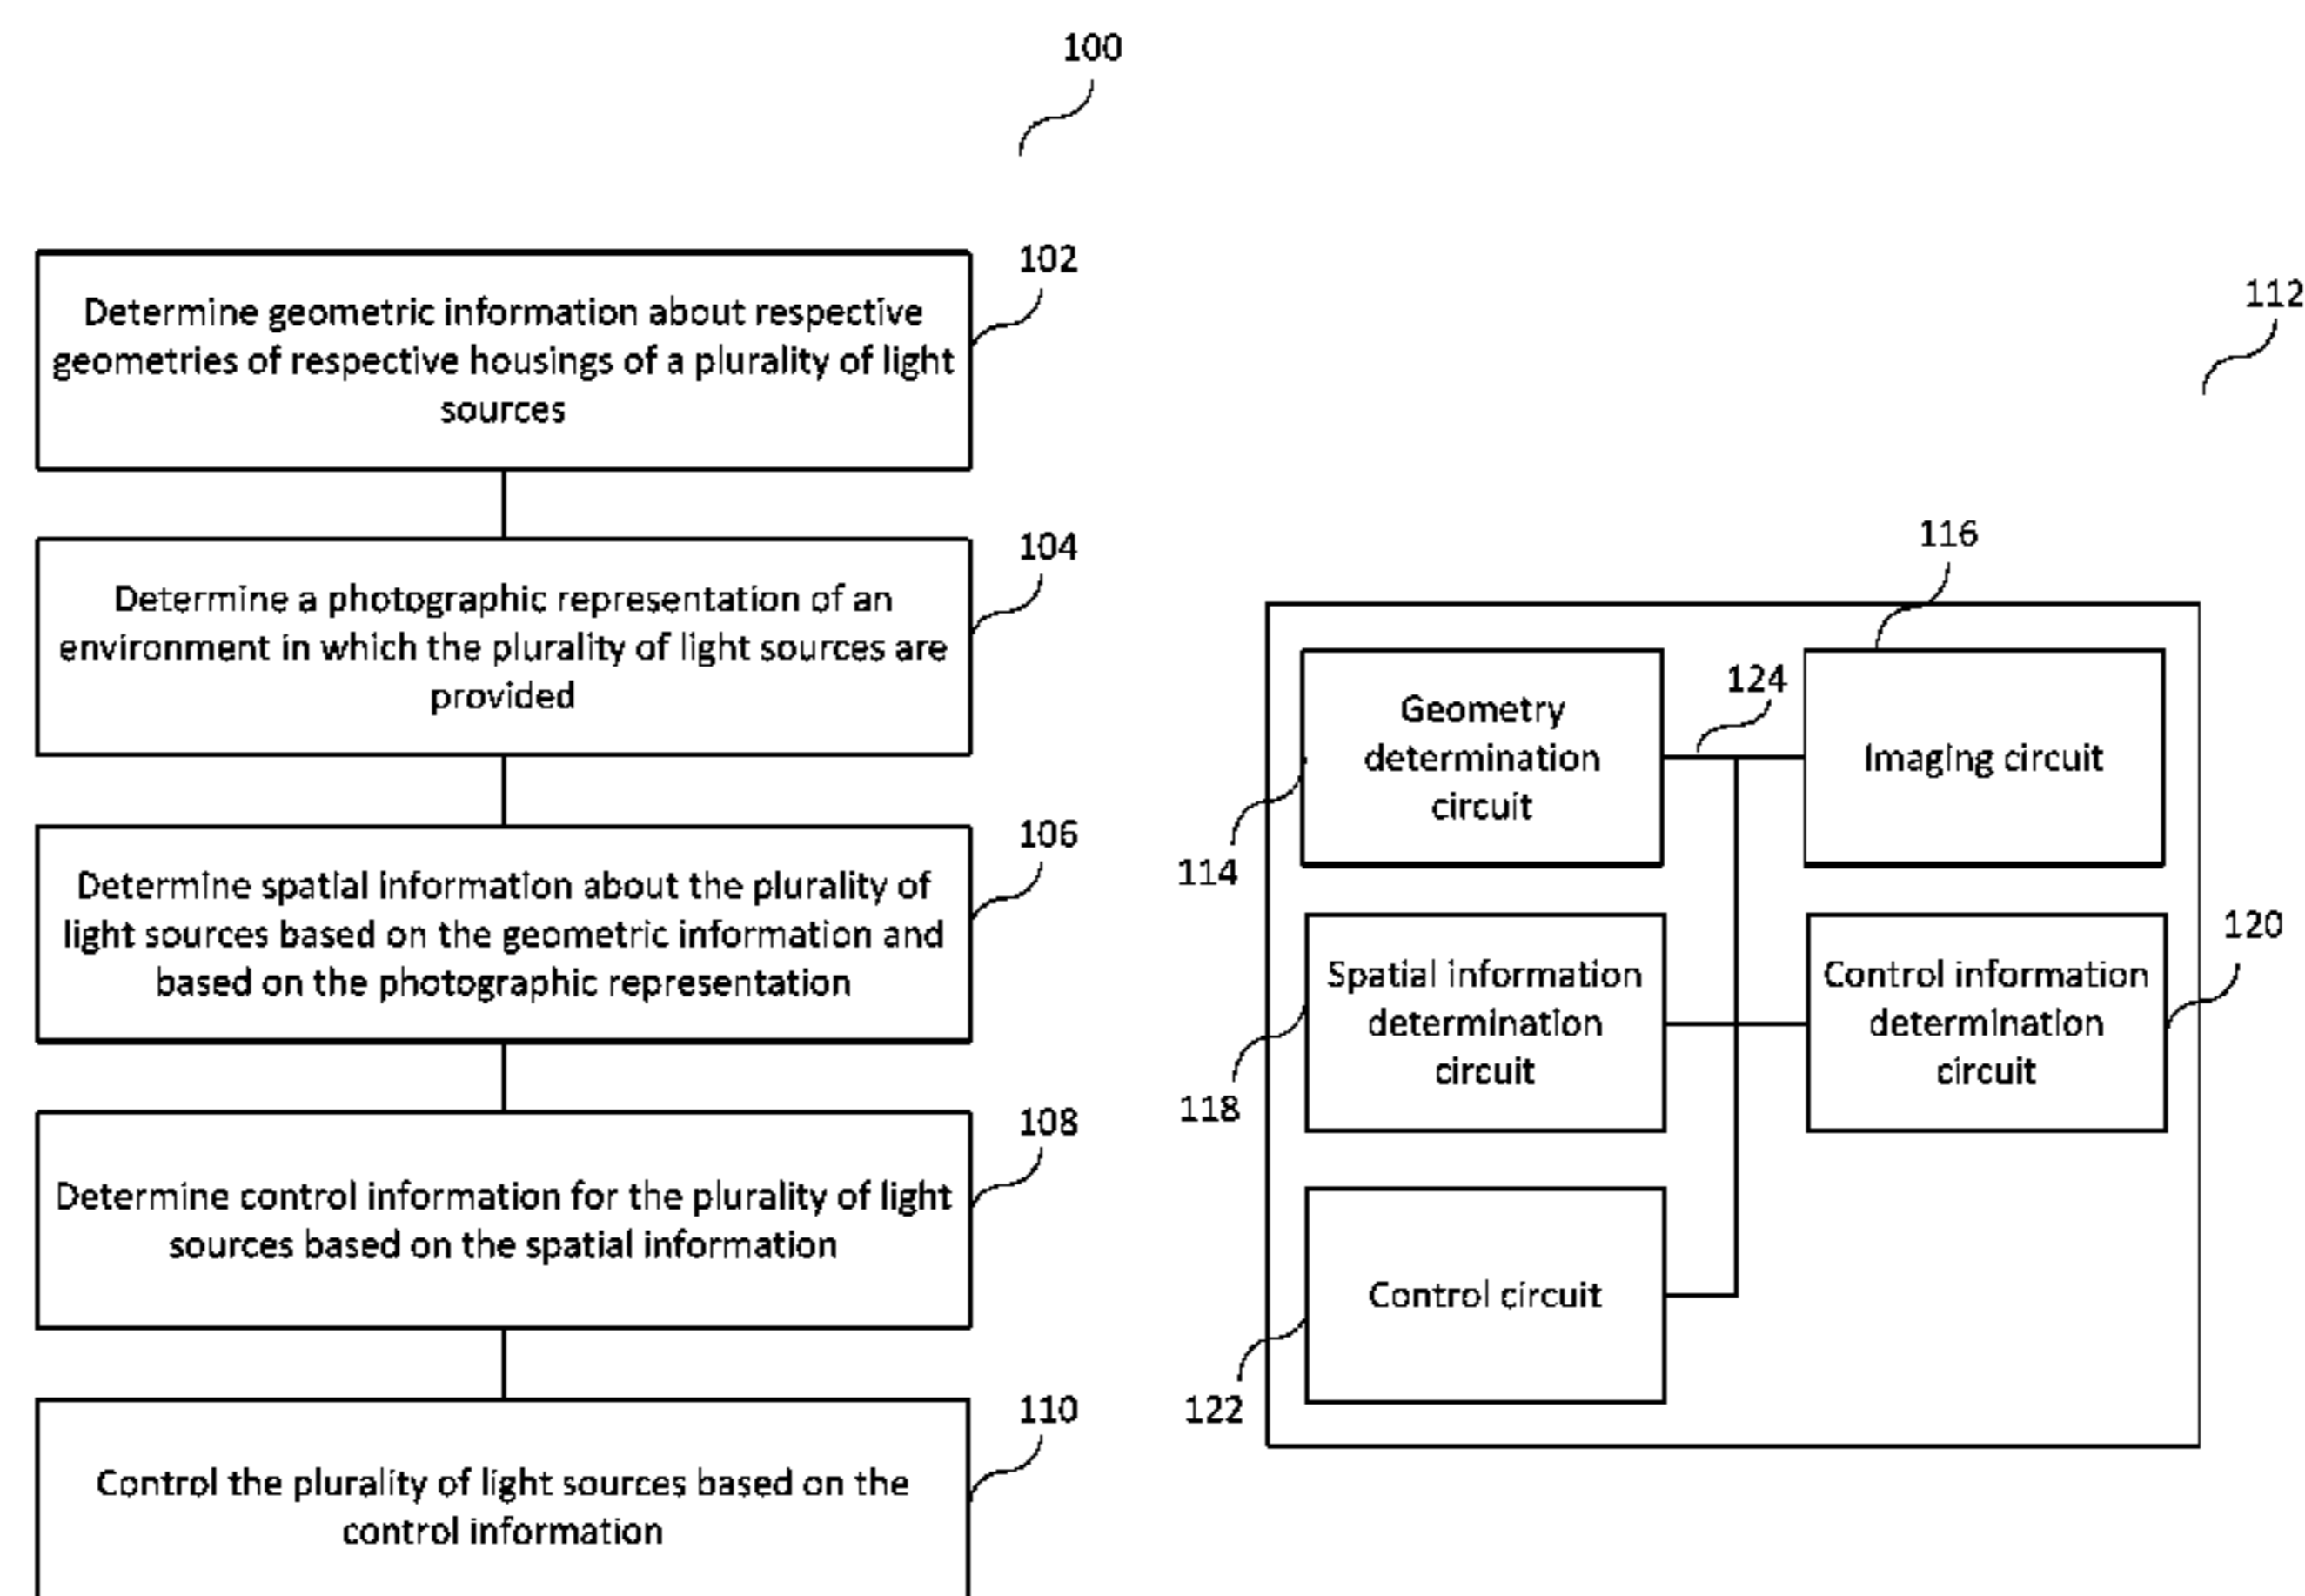 100
102
Determine geometric information about respective
geometries of respective housings of a plurality of light
sources
104
Determine a photographic representation of an
environment in which the plurality of light sources are
provided
106
Determine spatial information about the plurality of
light sources based on the geometric information and
based on the photographic representation
108
Determine control information for the plurality of light
sources based on the spatial information
110
Control the plurality of light sources based on the
control information
112
116
124
Geometry
determination
circuit
Imaging circuit
114
120
Spatial information
determination
circuit
Control information
determination
circuit
118
Control circuit
122